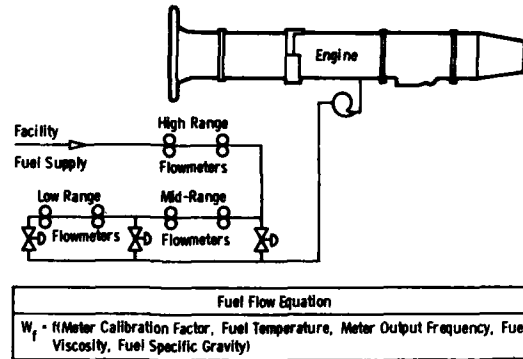 Engine
Facility
Fuel Supply
High Range
Flowmeters
Low Range
Flowmeters
Mid-Range
Flowmeters
D
D
D
Fuel Flow Equation
W_f = f(Meter Calibration Factor, Fuel Temperature, Meter Output Frequency, Fuel
Viscosity, Fuel Specific Gravity)